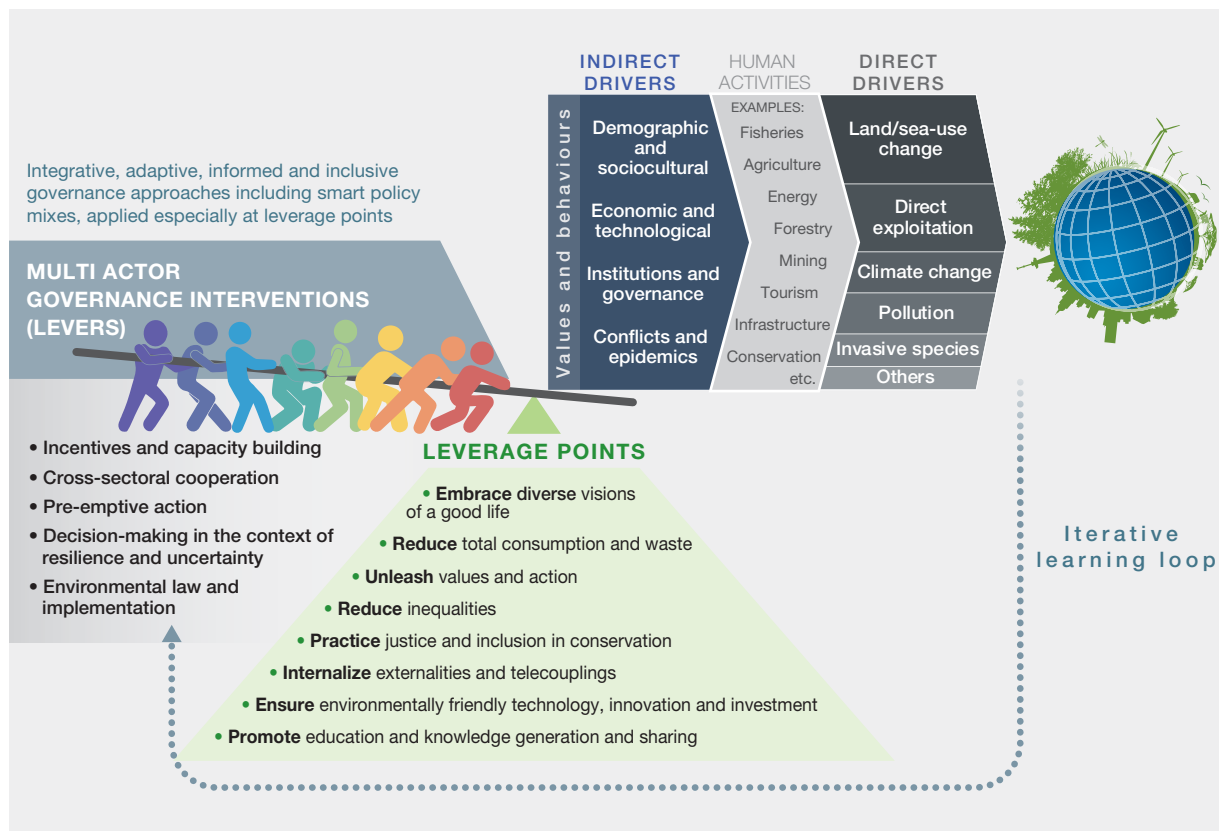 Integrative, adaptive, informed and inclusive
governance approaches including smart policy
mixes, applied especially at leverage points
MULTI ACTOR
GOVERNANCE INTERVENTIONS
(LEVERS)
• Incentives and capacity building
• Cross-sectoral cooperation
• Pre-emptive action
• Decision-making in the context of
resilience and uncertainty
• Environmental law and
implementation
LEVERAGE POINTS
• Embrace diverse visions
of a good life
• Reduce total consumption and waste
• Unleash values and action
• Reduce inequalities
• Practice justice and inclusion in conservation
• Internalize externalities and telecouplings
• Ensure environmentally friendly technology, innovation and investment
• Promote education and knowledge generation and sharing
Values and behaviours
INDIRECT
DRIVERS
Demographic
and
sociocultural
Economic and
technological
Institutions and
governance
Conflicts and
epidemics
HUMAN
ACTIVITIES
EXAMPLES:
Fisheries
Agriculture
Energy
Forestry
Mining
Tourism
Infrastructure
Conservation
etc.
DIRECT
DRIVERS
Land/sea-use
change
Direct
exploitation
Climate change
Pollution
Invasive species
Others
Iterative
learning loop